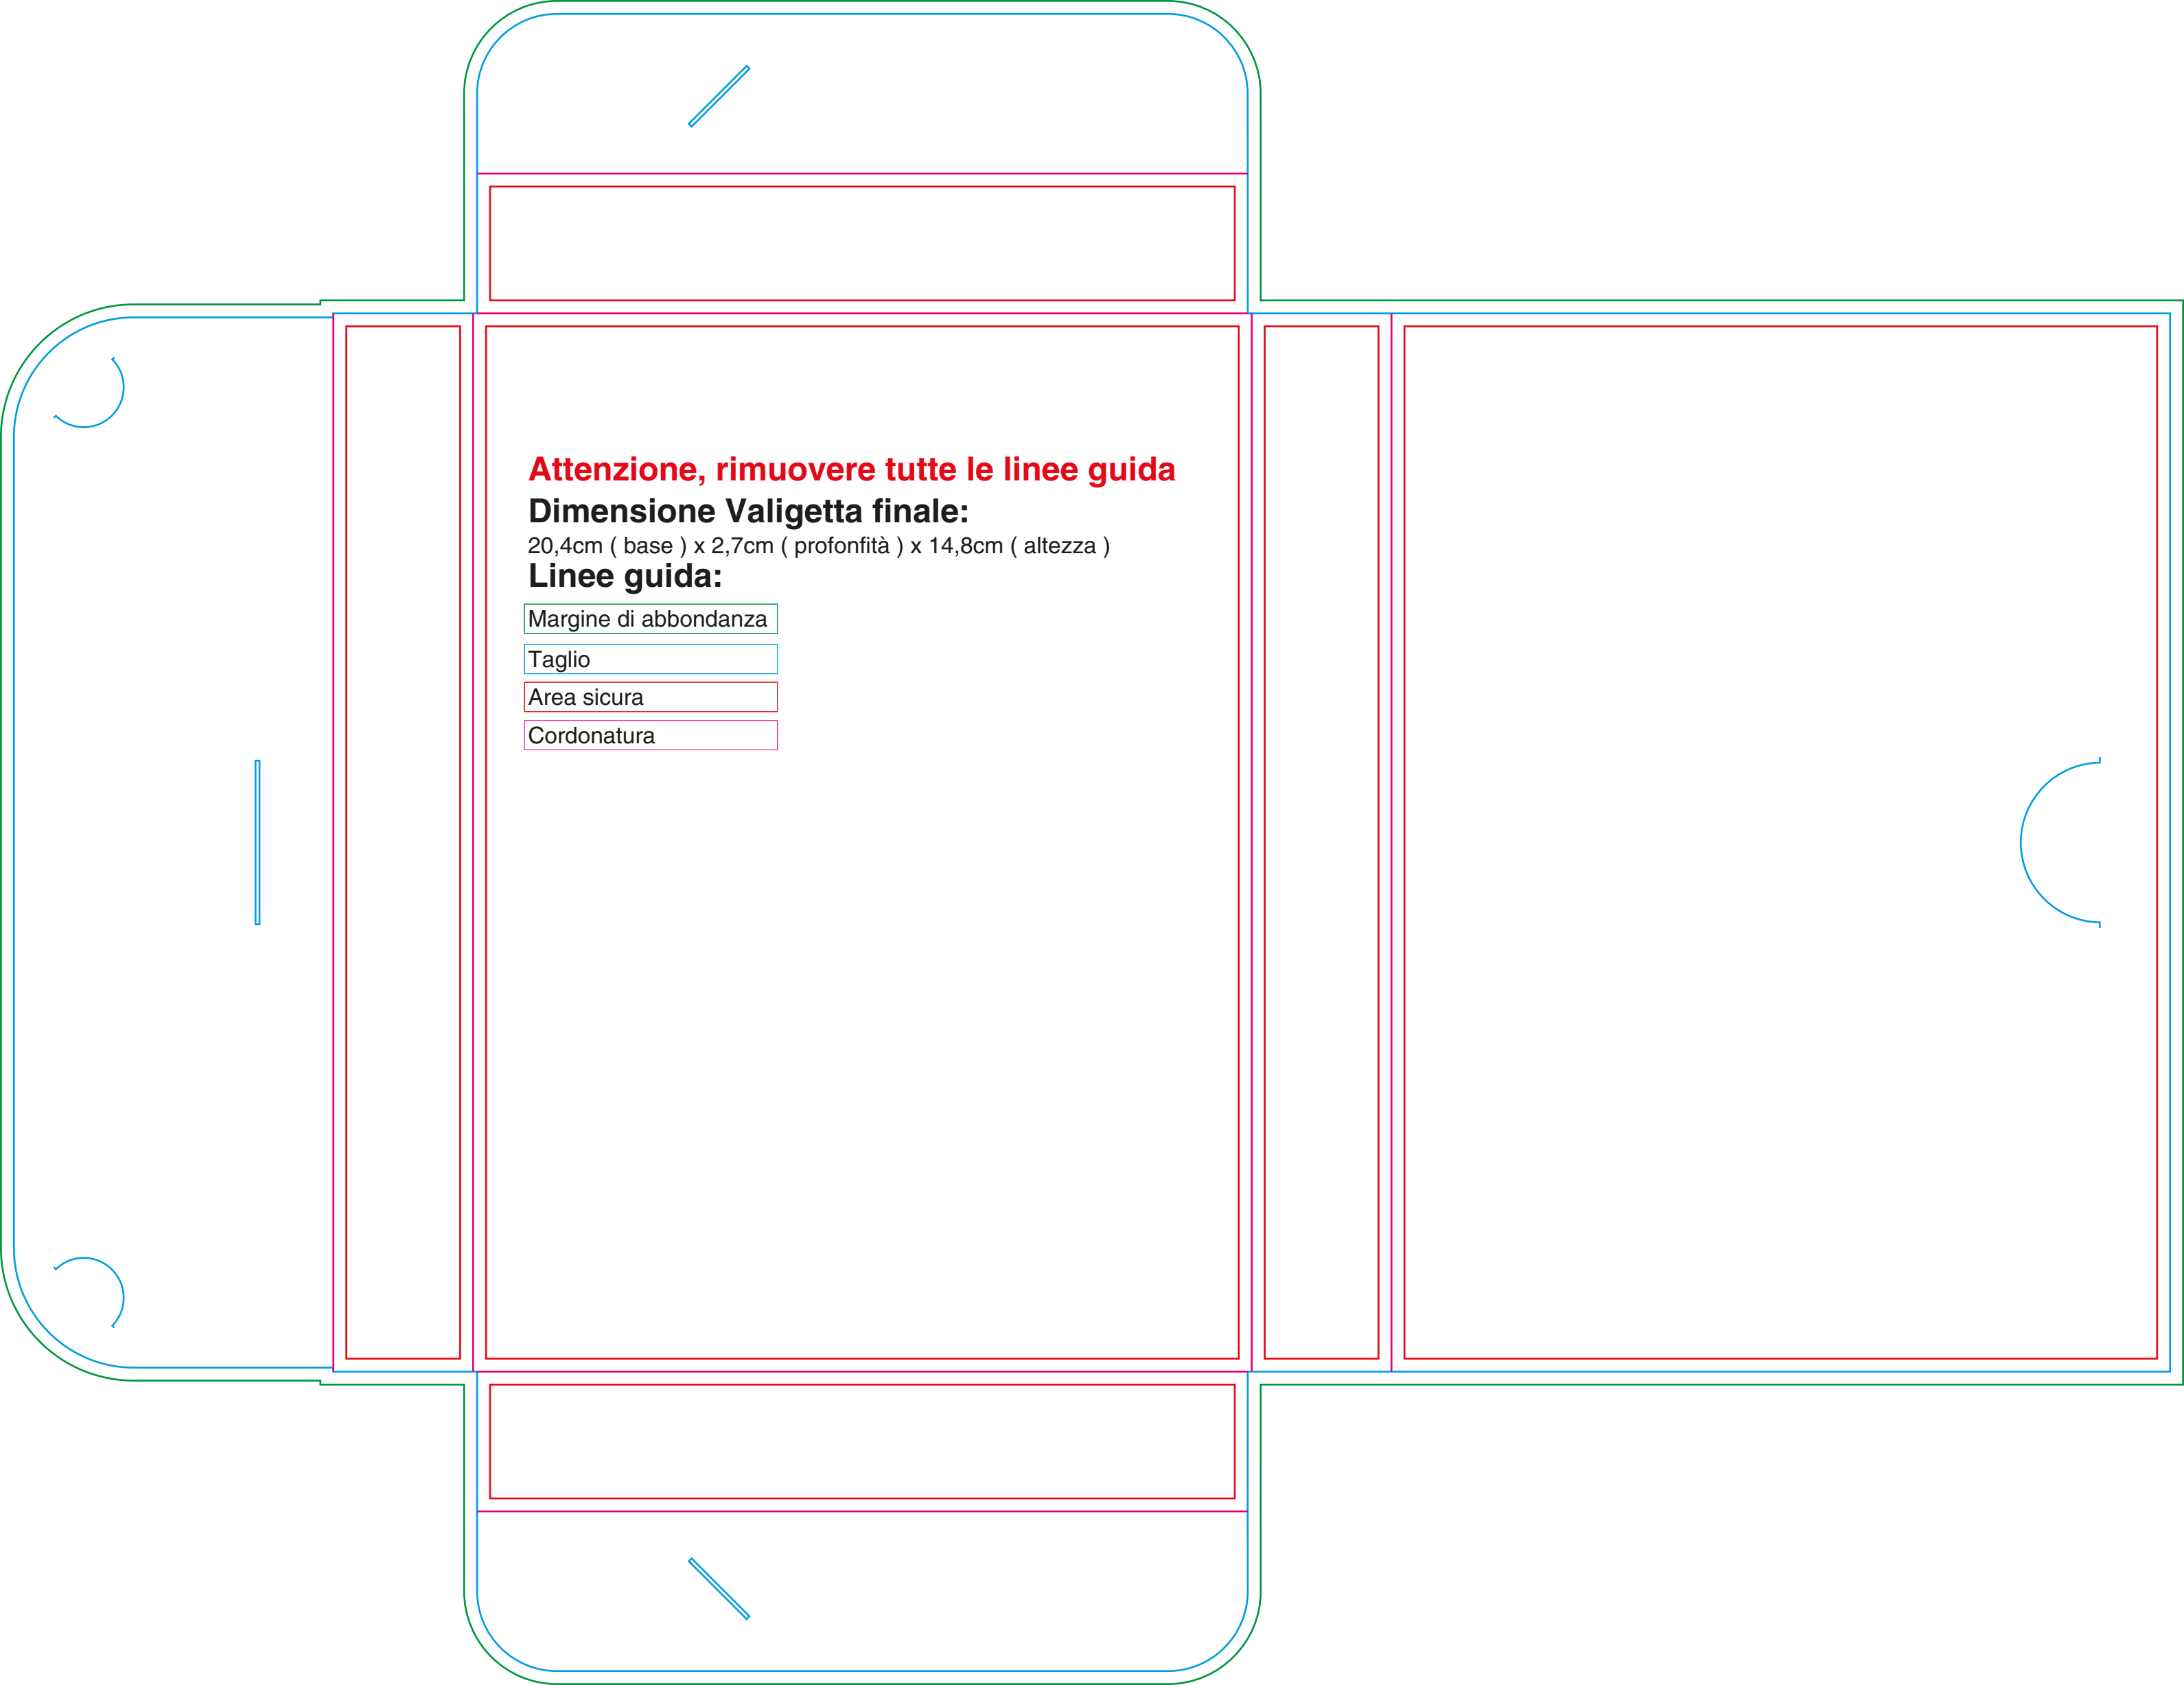 Attenzione, rimuovere tutte le linee guida
Dimensione Valigetta finale:
20,4cm ( base ) x 2,7cm ( profonfità ) x 14,8cm ( altezza )
Linee guida:
Margine di abbondanza
Taglio
Area sicura
Cordonatura